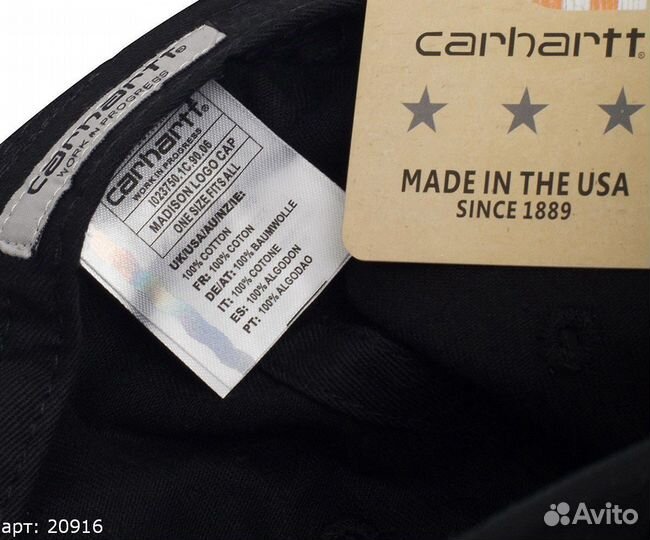 carhartt
WORK IN PROGRESS
carhartt
WORK IN PROGRESS
I023750.1C.90.06
MADISON LOGO CAP
ONE SIZE FITS ALL
UK/USA/AU/NZ/IE:
100% COTTON
FR: 100% COTON
DE/AT: 100% BAUMWOLLE
IT: 100% COTONE
ES: 100% ALGODON
PT: 100% ALGODAO
carhartt
MADE IN THE USA
SINCE 1889
арт: 20916
Avito